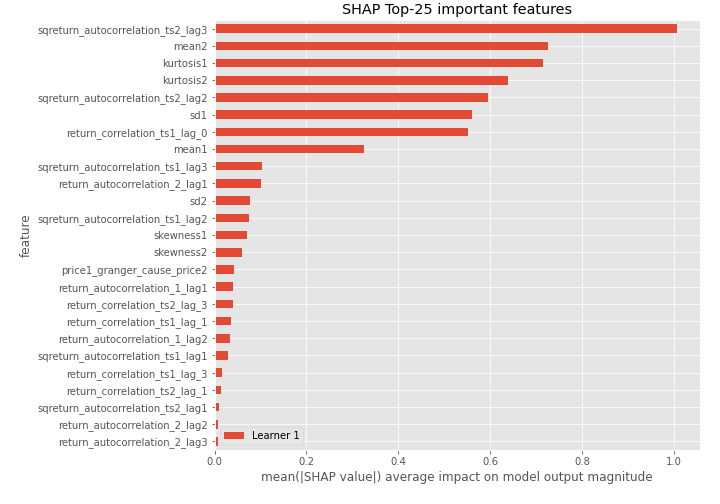 SHAP Top-25 important features
sqreturn_autocorrelation_ts2_lag3
mean2
kurtosis1
kurtosis2
sqreturn_autocorrelation_ts2_lag2
sd1
return_correlation_ts1_lag_0
mean1
sqreturn_autocorrelation_ts1_lag3
return_autocorrelation_2_lag1
sd2
sqreturn_autocorrelation_ts1_lag2
skewness1
skewness2
price1_granger_cause_price2
return_autocorrelation_1_lag1
return_correlation_ts2_lag_3
return_correlation_ts1_lag_1
return_autocorrelation_1_lag2
sqreturn_autocorrelation_ts1_lag1
return_correlation_ts1_lag_3
return_correlation_ts2_lag_1
sqreturn_autocorrelation_ts2_lag1
return_autocorrelation_2_lag2
return_autocorrelation_2_lag3
feature
Learner 1
0.0 0.2 0.4 0.6 0.8 1.0
mean(|SHAP value|) average impact on model output magnitude